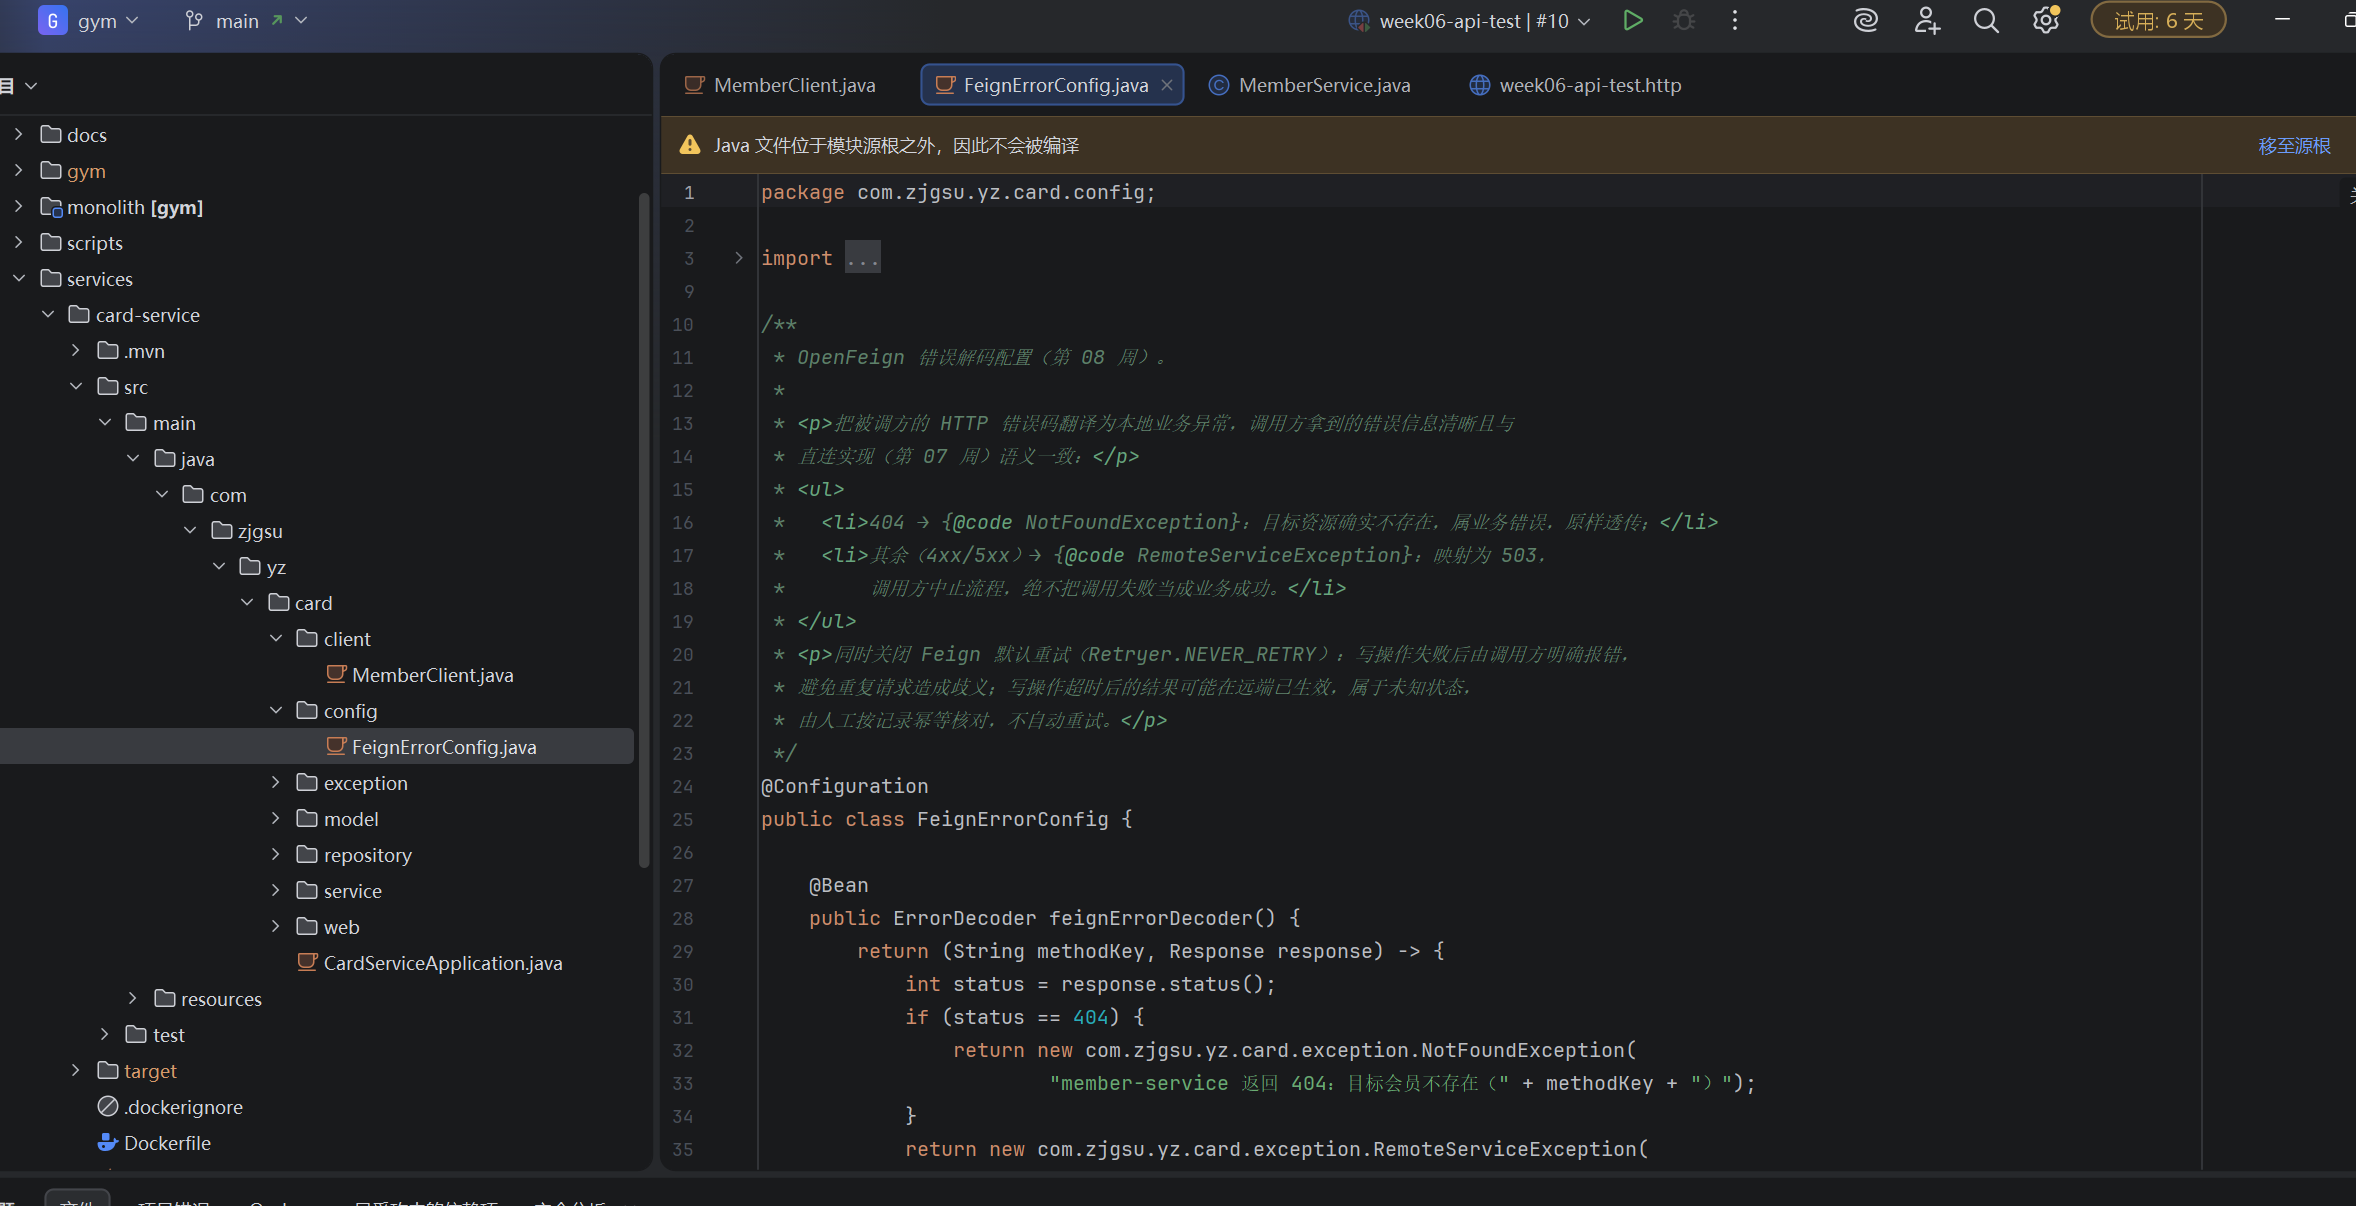 G gym
main
week06-api-test | #10
试用: 6 天
目
docs
gym
monolith [gym]
scripts
services
card-service
.mvn
src
main
java
com
zjgsu
yz
card
client
MemberClient.java
config
FeignErrorConfig.java
exception
model
repository
service
web
CardServiceApplication.java
resources
test
target
.dockerignore
Dockerfile
MemberClient.java
FeignErrorConfig.java
MemberService.java
week06-api-test.http
Java 文件位于模块源根之外，因此不会被编译
移至源根
1 package com.zjgsu.yz.card.config;
2
3 import ...
9
10 /**
11 * OpenFeign 错误解码配置（第 08 周）。
12 *
13 * <p>把被调方的 HTTP 错误码翻译为本地业务异常，调用方拿到的错误信息清晰且与
14 * 直连实现（第 07 周）语义一致：</p>
15 * <ul>
16 *   <li>404 → {@code NotFoundException}：目标资源确实不存在，属业务错误，原样透传；</li>
17 *   <li>其余（4xx/5xx）→ {@code RemoteServiceException}：映射为 503，
18 *       调用方中止流程，绝不把调用失败当成业务成功。</li>
19 * </ul>
20 * <p>同时关闭 Feign 默认重试（Retryer.NEVER_RETRY）：写操作失败后由调用方明确报错，
21 * 避免重复请求造成歧义；写操作超时后的结果可能在远端已生效，属于未知状态，
22 * 由人工按记录幂等核对，不自动重试。</p>
23 */
24 @Configuration
25 public class FeignErrorConfig {
26
27 @Bean
28 public ErrorDecoder feignErrorDecoder() {
29 return (String methodKey, Response response) -> {
30 int status = response.status();
31 if (status == 404) {
32 return new com.zjgsu.yz.card.exception.NotFoundException(
33 "member-service 返回 404：目标会员不存在（" + methodKey + "）");
34 }
35 return new com.zjgsu.yz.card.exception.RemoteServiceException(